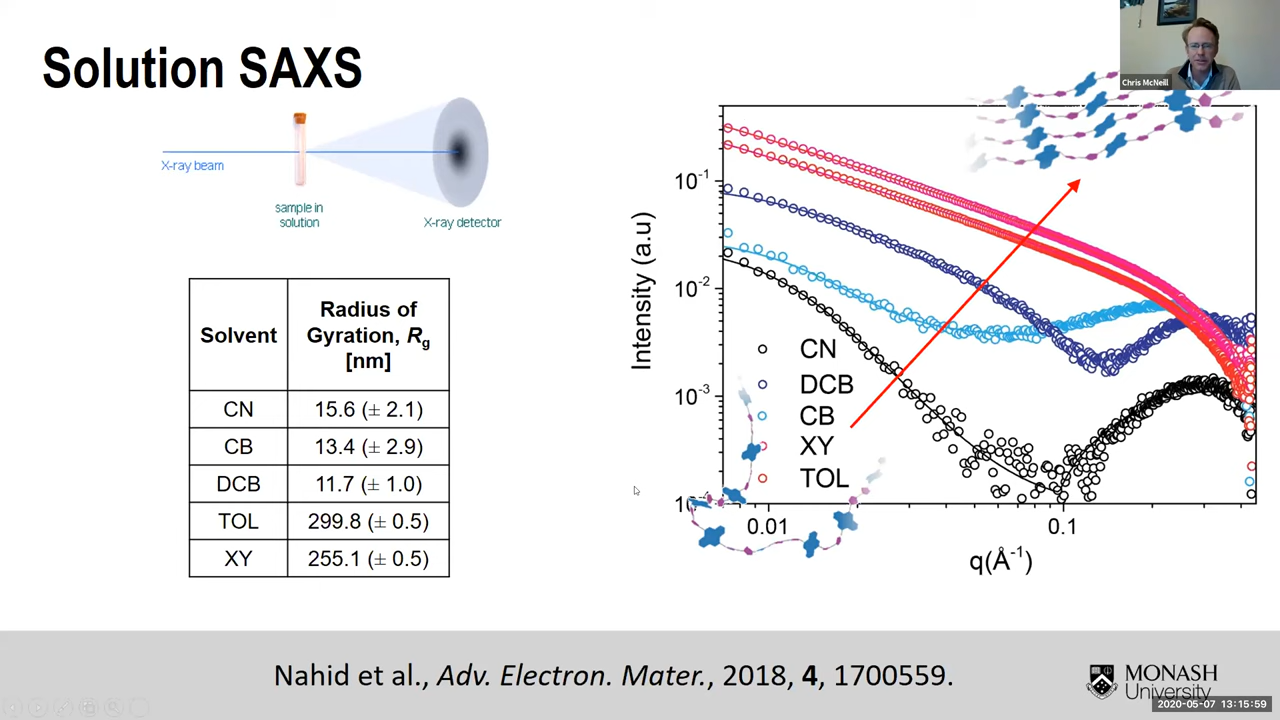 Solution SAXS
Chris McNeill
X-ray beam
sample in
solution
X-ray detector
Solvent
Radius of
Gyration, Rg
[nm]
CN 15.6 (± 2.1)
CB 13.4 (± 2.9)
DCB 11.7 (± 1.0)
TOL 299.8 (± 0.5)
XY 255.1 (± 0.5)
Intensity (a.u)
10-1
10-2
10-3
CN
DCB
CB
XY
TOL
0.01
0.1
q(Å-1)
Nahid et al., Adv. Electron. Mater., 2018, 4, 1700559.
MONASH
University
2020-05-07 13:15:59